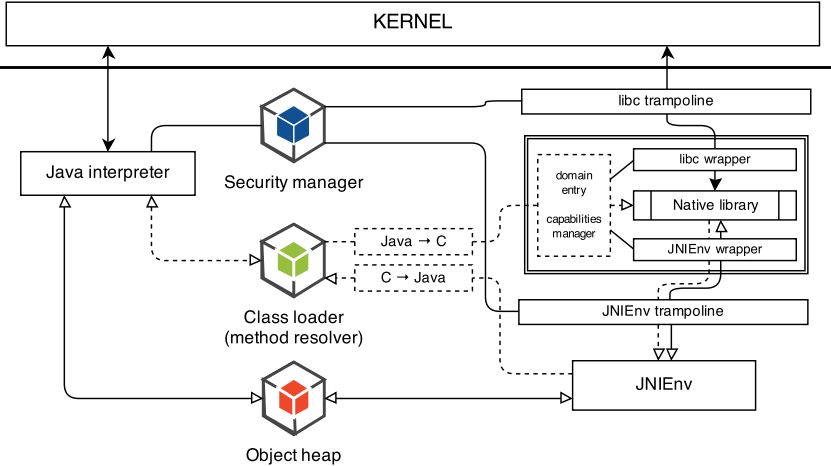 KERNEL
libc trampoline
Java interpreter
Security manager
libc wrapper
domain
entry
capabilities
manager
Native library
JNIEnv wrapper
Java → C
C → Java
Class loader
(method resolver)
JNIEnv trampoline
JNIEnv
Object heap